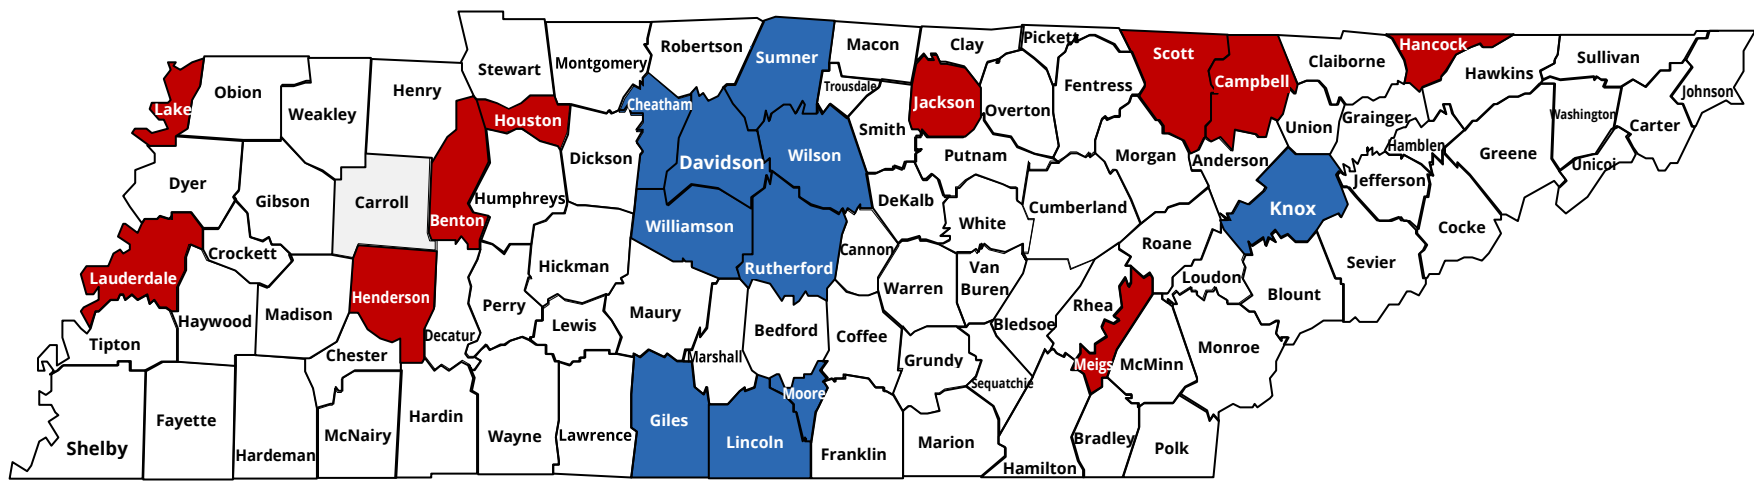 Pickett
Robertson
Macon
Clay
Scott
Hancock
Sumner
Sullivan
Claiborne
Montgomery
Stewart
Hawkins
Campbell
Fentress
Trousdale
Henry
Obion
Johnson
Lake
Cheatham
Jackson
Overton
Weakley
Houston
Grainger
Washington
Union
Smith
Carter
Hamblen
Greene
Davidson
Wilson
Putnam
Morgan
Dickson
Anderson
Unicoi
Dyer
Jefferson
Humphreys
Gibson
Carroll
DeKalb
Cumberland
Knox
Benton
White
Williamson
Cocke
Roane
Cannon
Crockett
Sevier
Hickman
Rutherford
Van
Buren
Lauderdale
Loudon
Warren
Blount
Henderson
Perry
Rhea
Maury
Madison
Haywood
Lewis
Bledsoe
Bedford
Decatur
Coffee
Tipton
Monroe
Chester
Marshall
Grundy
Meigs
McMinn
Sequatchie
Moore
Hardin
Fayette
Giles
McNairy
Wayne
Lawrence
Bradley
Lincoln
Marion
Shelby
Polk
Franklin
Hardeman
Hamilton